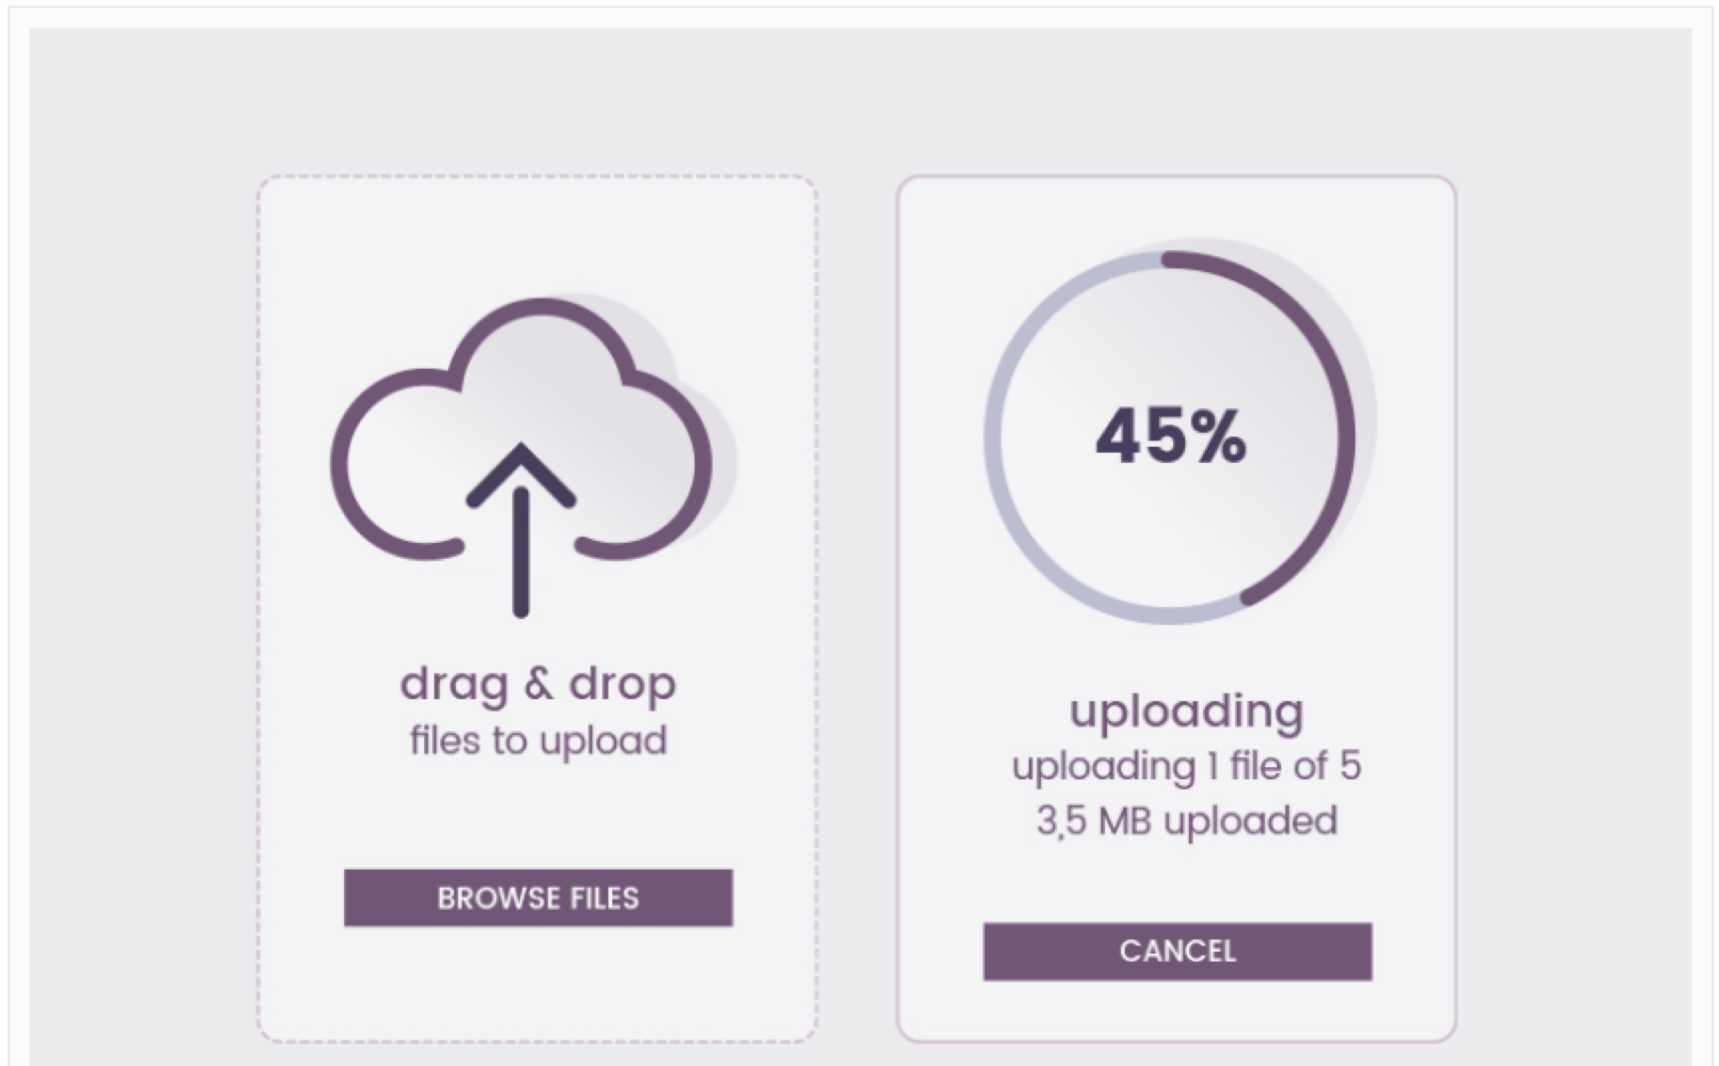 drag & drop
files to upload
BROWSE FILES
45%
uploading
uploading 1 file of 5
3,5 MB uploaded
CANCEL